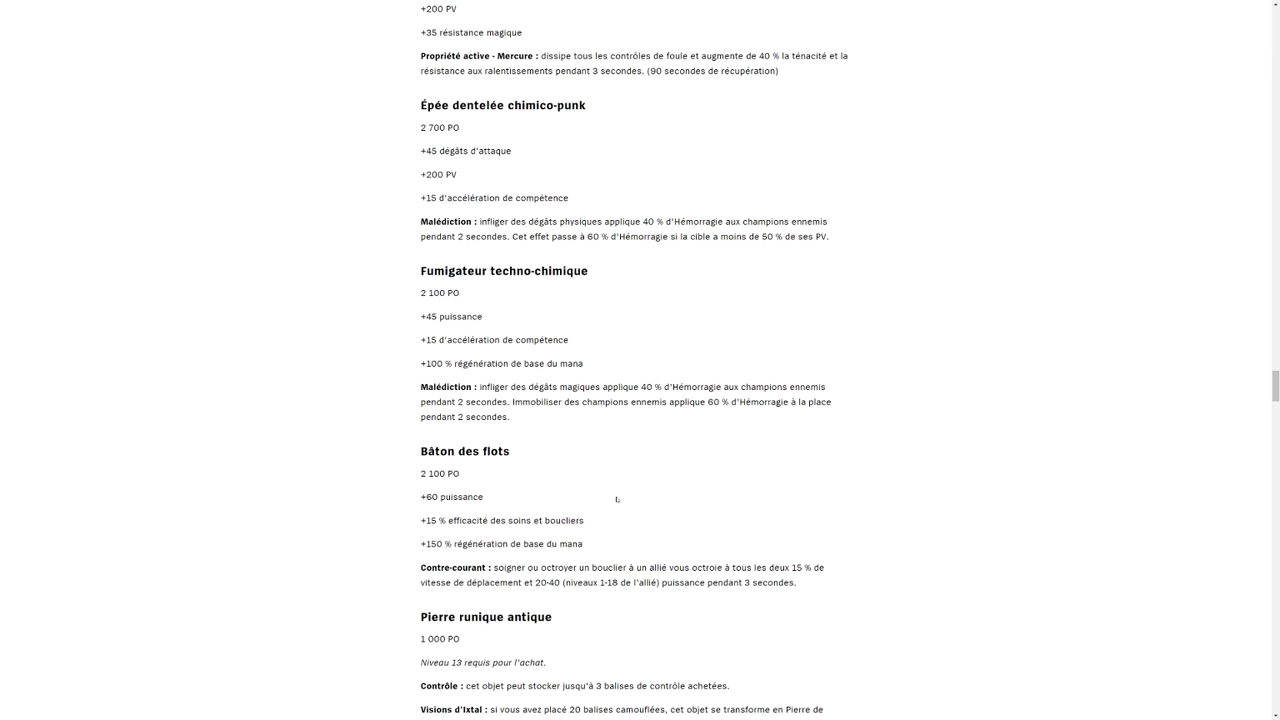 +200 PV
+35 résistance magique
Propriété active - Mercure : dissipe tous les contrôles de foule et augmente de 40 % la ténacité et la
résistance aux ralentissements pendant 3 secondes. (90 secondes de récupération)
Épée dentelée chimico-punk
2 700 PO
+45 dégâts d'attaque
+200 PV
+15 d'accélération de compétence
Malédiction : infliger des dégâts physiques applique 40 % d'Hémorragie aux champions ennemis
pendant 2 secondes. Cet effet passe à 60 % d'Hémorragie si la cible a moins de 50 % de ses PV.
Fumigateur techno-chimique
2 100 PO
+45 puissance
+15 d'accélération de compétence
+100 % régénération de base du mana
Malédiction : infliger des dégâts magiques applique 40 % d'Hémorragie aux champions ennemis
pendant 2 secondes. Immobiliser des champions ennemis applique 60 % d'Hémorragie à la place
pendant 2 secondes.
Bâton des flots
2 100 PO
+60 puissance
+15 % efficacité des soins et boucliers
+150 % régénération de base du mana
Contre-courant : soigner ou octroyer un bouclier à un allié vous octroie à tous les deux 15 % de
vitesse de déplacement et 20-40 (niveaux 1-18 de l'allié) puissance pendant 3 secondes.
Pierre runique antique
1 000 PO
Niveau 13 requis pour l'achat.
Contrôle : cet objet peut stocker jusqu'à 3 balises de contrôle achetées.
Visions d'Ixtal : si vous avez placé 20 balises camouflées, cet objet se transforme en Pierre de